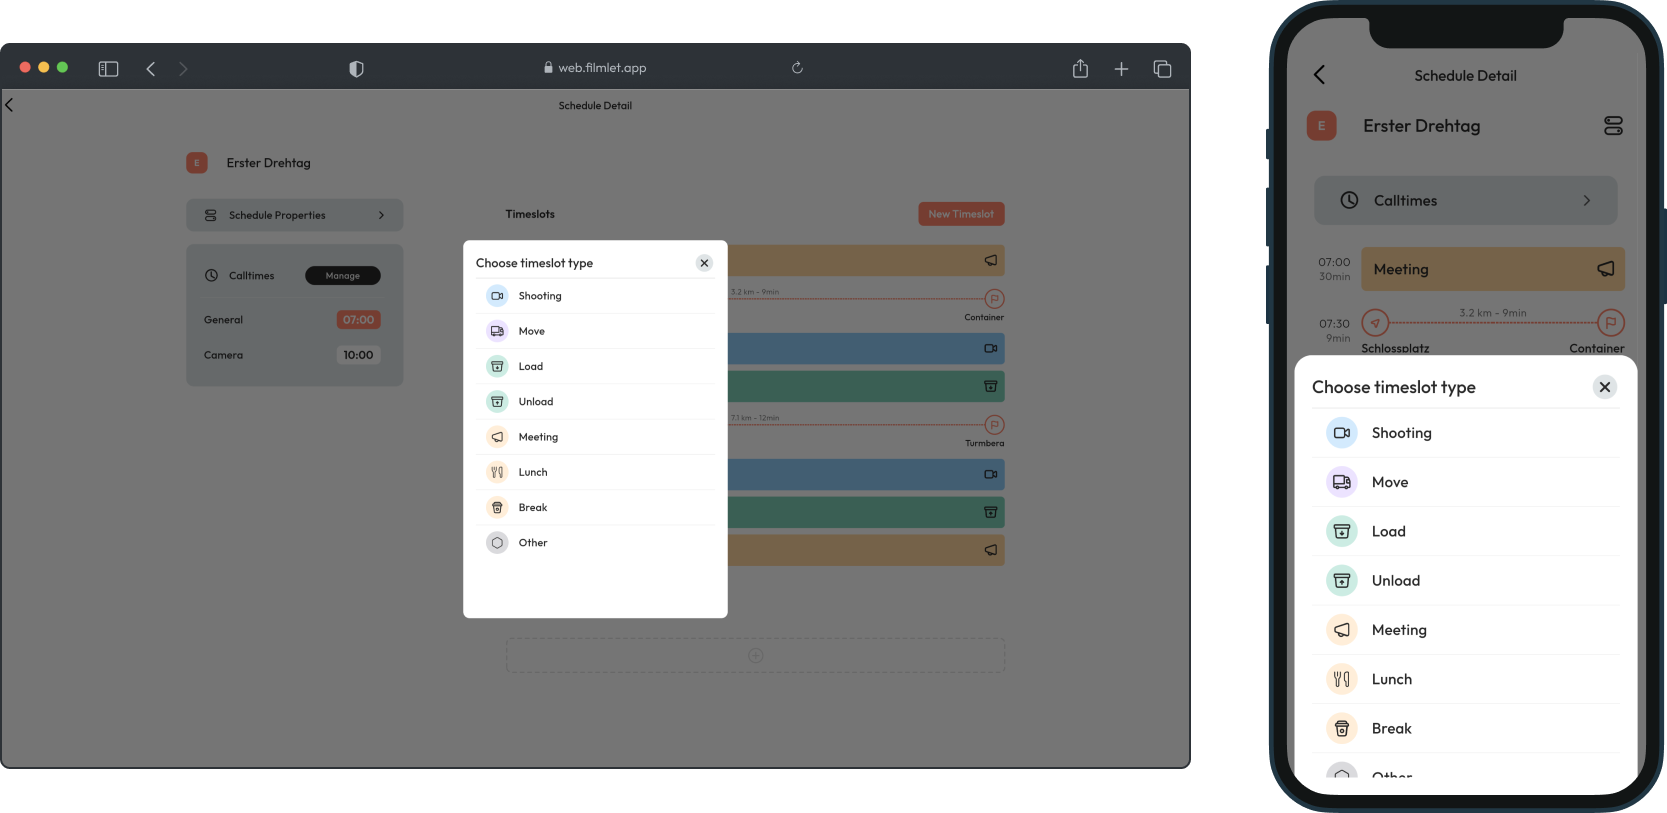 web.filmlet.app
Schedule Detail
E
Erster Drehtag
Schedule Properties
Calltimes
Manage
General
07:00
Camera
10:00
Timeslots
New Timeslot
3.2 km - 9min
Container
7.1 km - 12min
Turmberg
Choose timeslot type
Shooting
Move
Load
Unload
Meeting
Lunch
Break
Other
Schedule Detail
E
Erster Drehtag
Calltimes
07:00
30min
Meeting
07:30
9min
3.2 km - 9min
Schlossplatz
Container
Choose timeslot type
Shooting
Move
Load
Unload
Meeting
Lunch
Break
Other